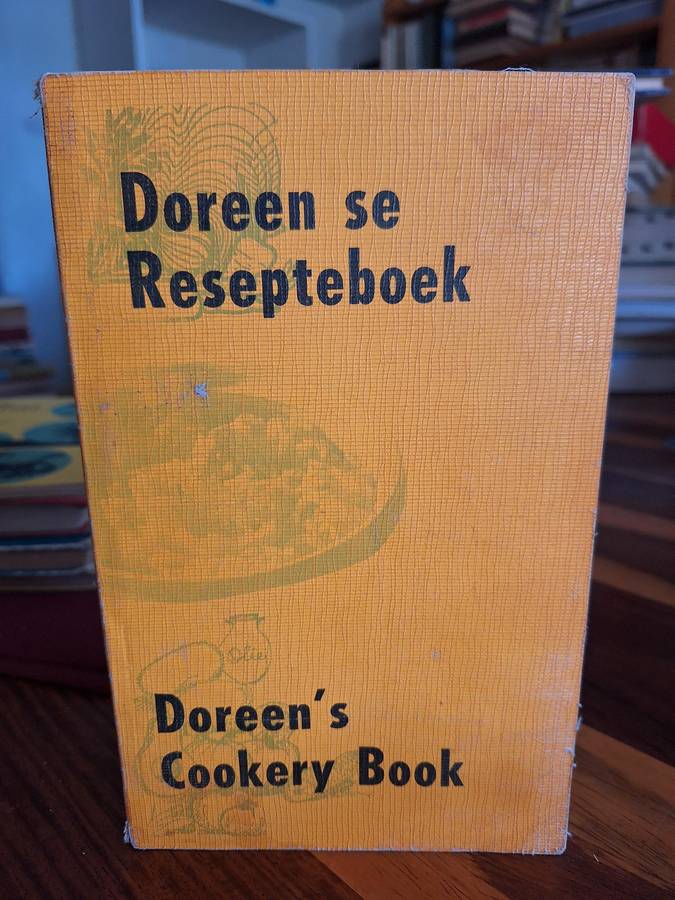 Doreen se
Resepteboek
Olie
Doreen's
Cookery Book